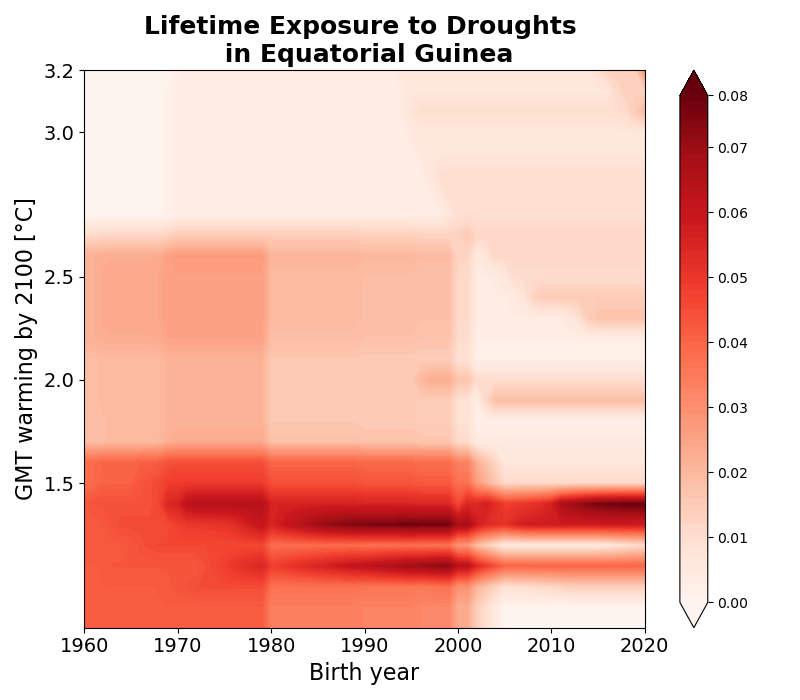 Lifetime Exposure to Droughts
in Equatorial Guinea
3.2
3.0
2.5
2.0
1.5
GMT warming by 2100 [°C]
1960 1970 1980 1990 2000 2010 2020
Birth year
0.08
0.07
0.06
0.05
0.04
0.03
0.02
0.01
0.00